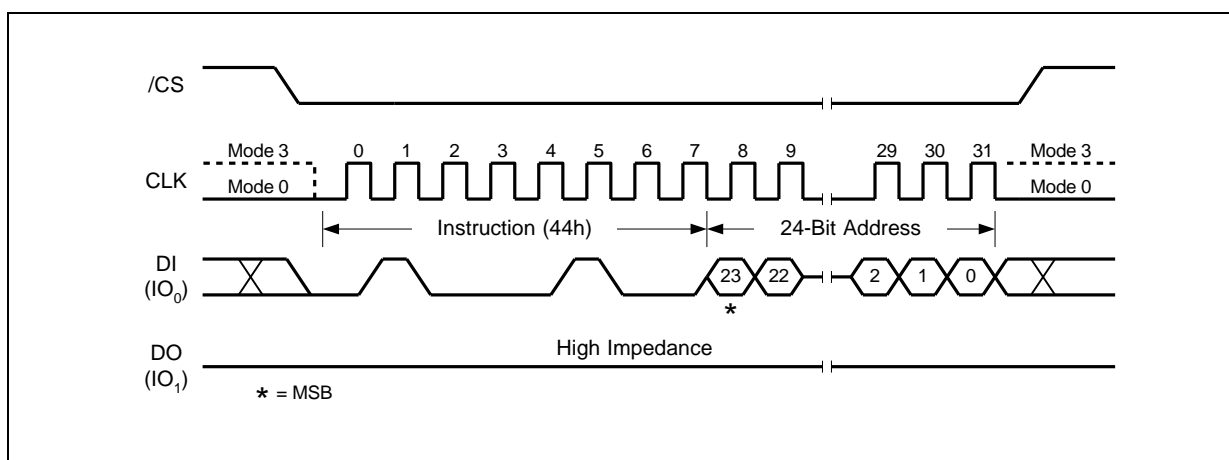 /CS
Mode 3
0 1 2 3 4 5 6 7 8 9 29 30 31
Mode 3
CLK
Mode 0
Mode 0
Instruction (44h)
24-Bit Address
DI
(IO0)
23 22 2 1 0
*
DO
(IO1)
High Impedance
* = MSB